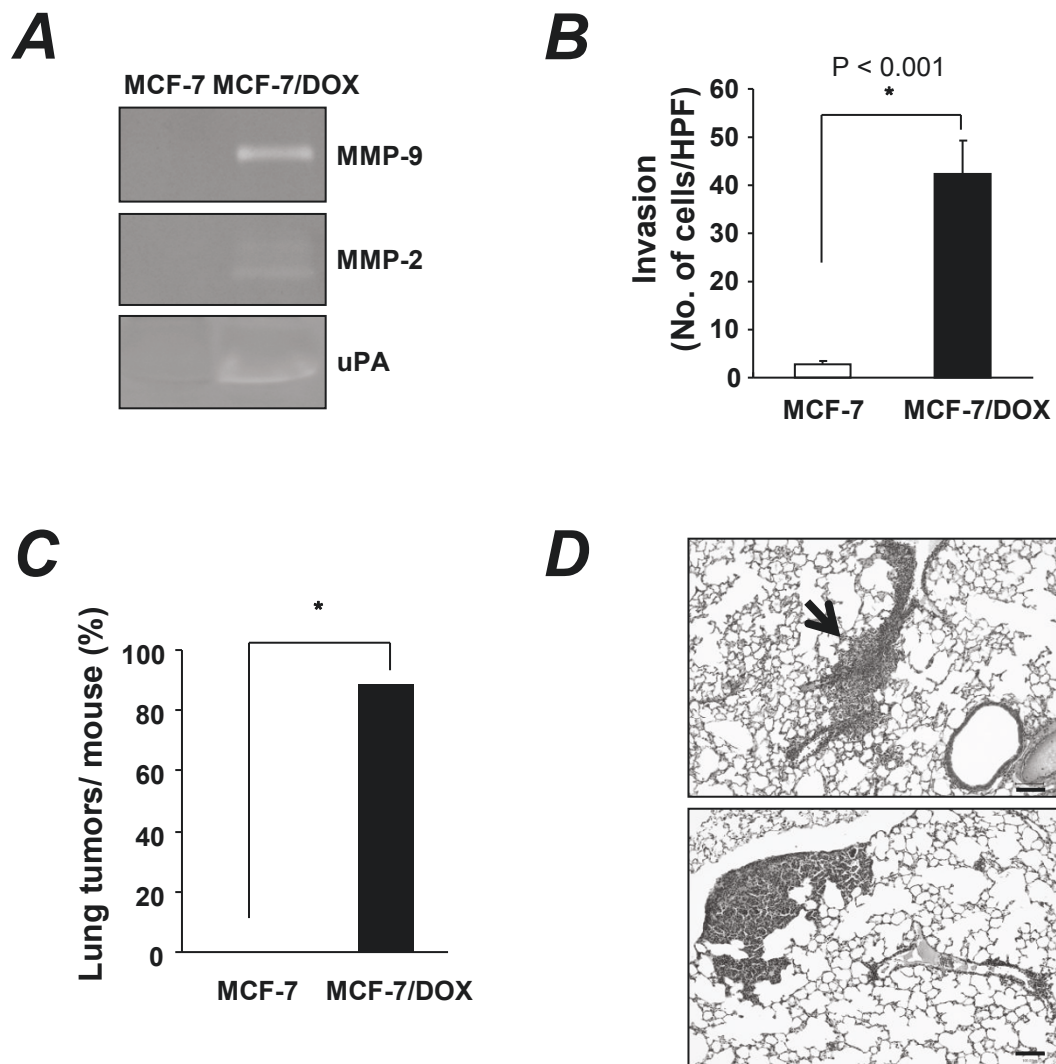 A
MCF-7 MCF-7/DOX
MMP-9
MMP-2
uPA
B
P < 0.001
*
Invasion
(No. of cells/HPF)
60
50
40
30
20
10
0
MCF-7 MCF-7/DOX
C
*
Lung tumors/ mouse (%)
100
80
60
40
20
0
MCF-7 MCF-7/DOX
D